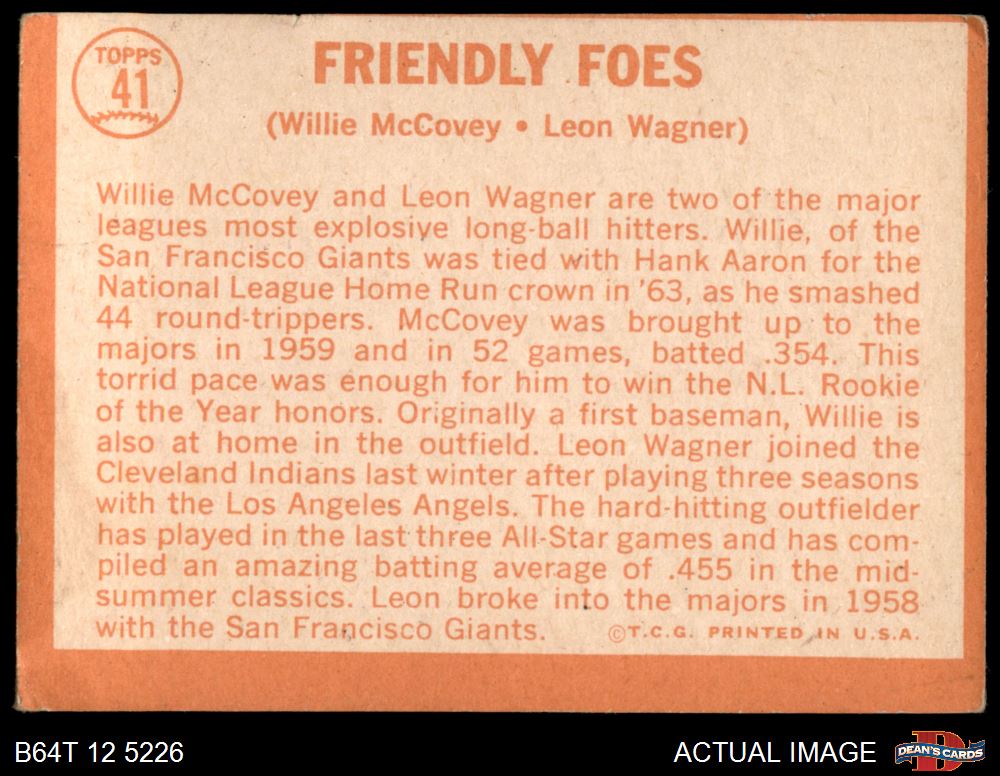 TOPPS
41
FRIENDLY FOES
(Willie McCovey • Leon Wagner)
Willie McCovey and Leon Wagner are two of the major
leagues most explosive long-ball hitters. Willie, of the
San Francisco Giants was tied with Hank Aaron for the
National League Home Run crown in '63, as he smashed
44 round-trippers. McCovey was brought up to the
majors in 1959 and in 52 games, batted .354. This
torrid pace was enough for him to win the N.L. Rookie
of the Year honors. Originally a first baseman, Willie is
also at home in the outfield. Leon Wagner joined the
Cleveland Indians last winter after playing three seasons
with the Los Angeles Angels. The hard-hitting outfielder
has played in the last three All-Star games and has com-
piled an amazing batting average of .455 in the mid-
summer classics. Leon broke into the majors in 1958
with the San Francisco Giants. ©T.C.G. PRINTED IN U.S.A.
B64T 12 5226 ACTUAL IMAGE D DEAN'S CARDS